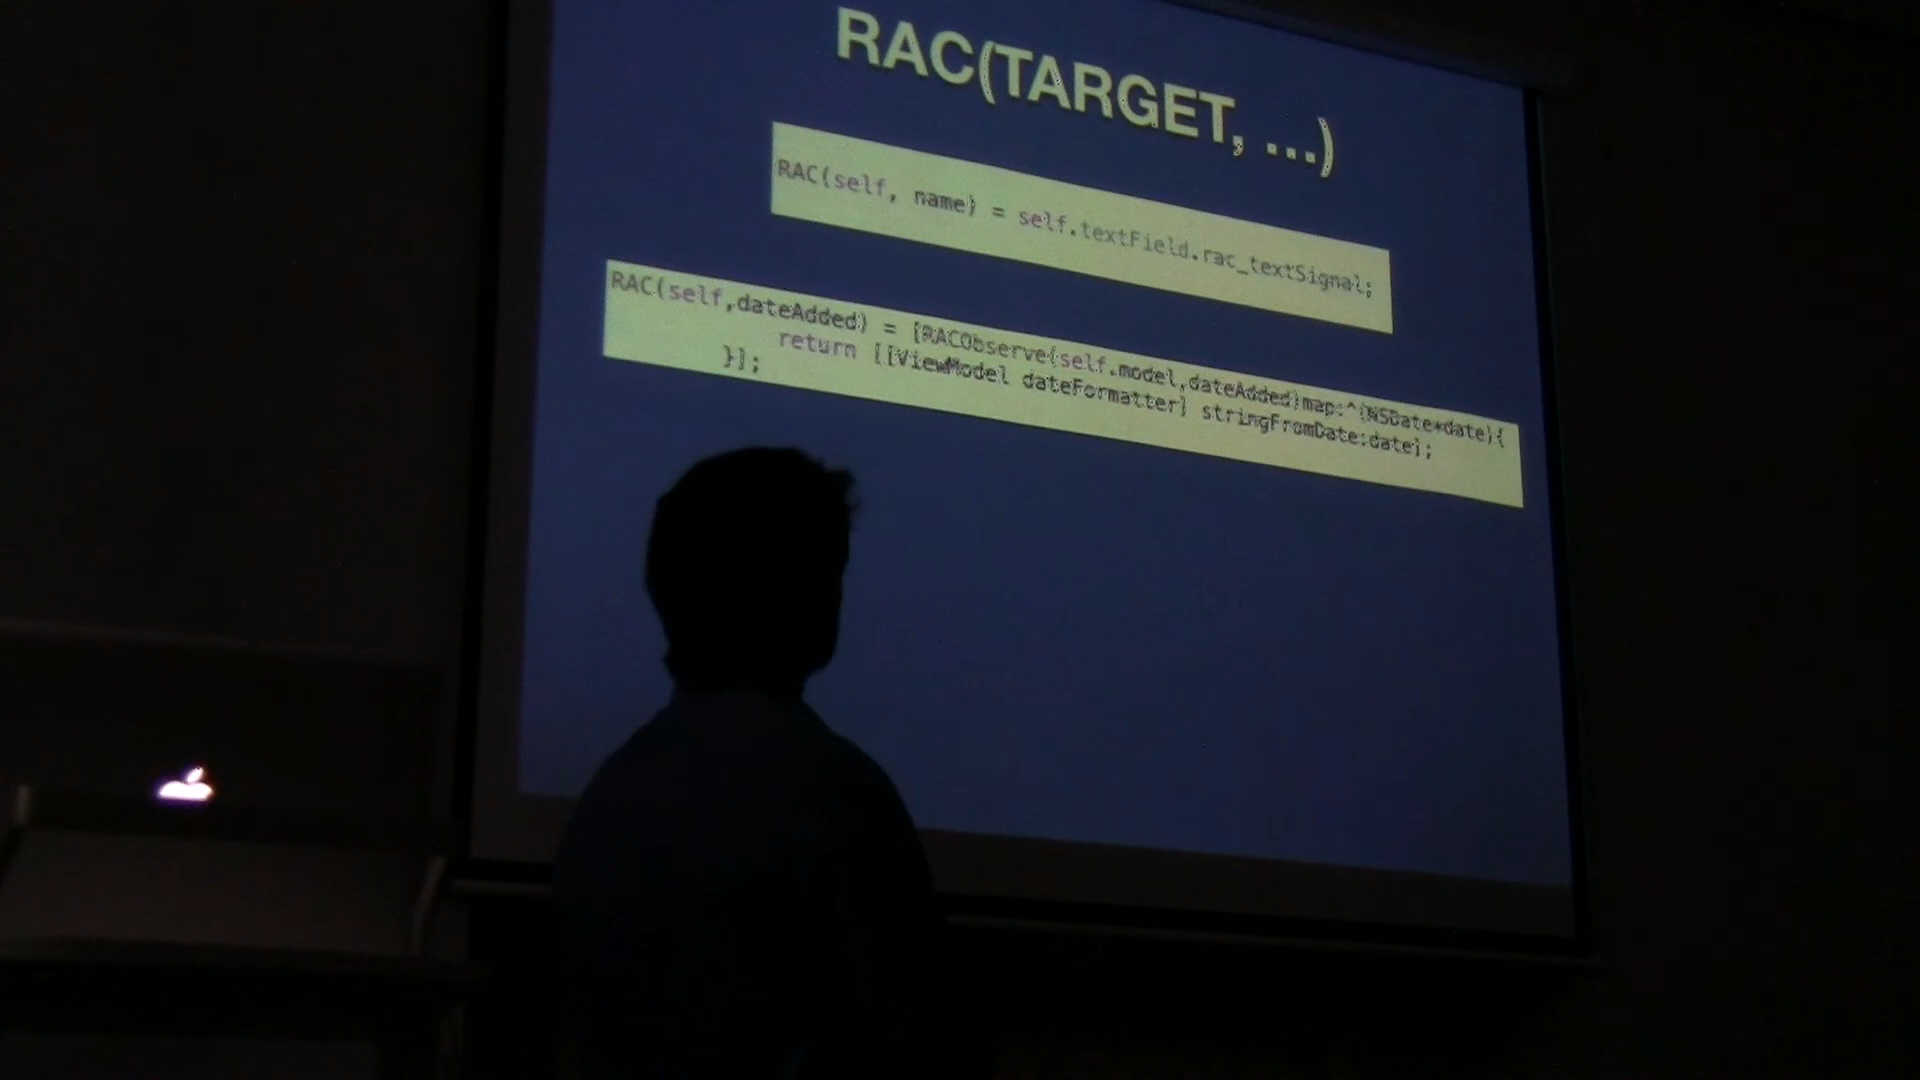 RAC(TARGET, ...)
RAC(self, name) = self.textField.rac_textSignal;
RAC(self,dateAdded) = [RACObserve(self.model,dateAdded)map:^(NSDate*date){
return [[ViewModel dateFormatter] stringFromDate:date];
}];